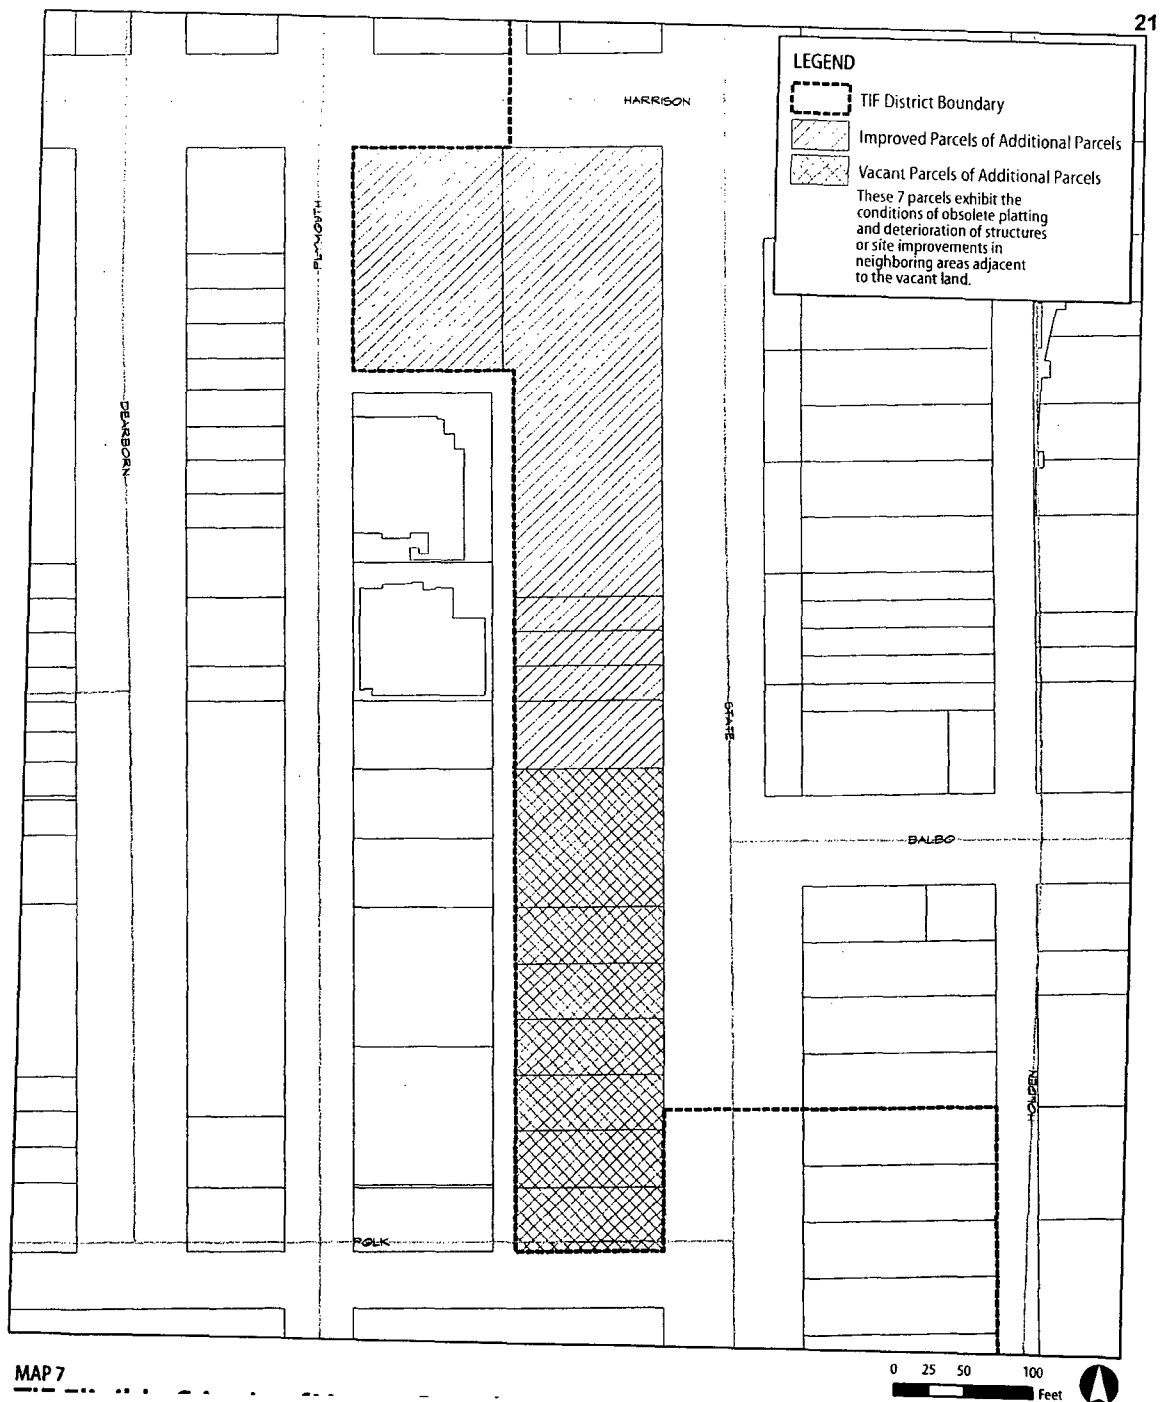 21
LEGEND
TIF District Boundary
Improved Parcels of Additional Parcels
Vacant Parcels of Additional Parcels
These 7 parcels exhibit the
conditions of obsolete platting
and deterioration of structures
or site improvements in
neighboring areas adjacent
to the vacant land.
HARRISON
PLYMOUTH
DEARBORN
STATE
BALBO
HOLDEN
POLK
MAP 7
0 25 50 100
Feet